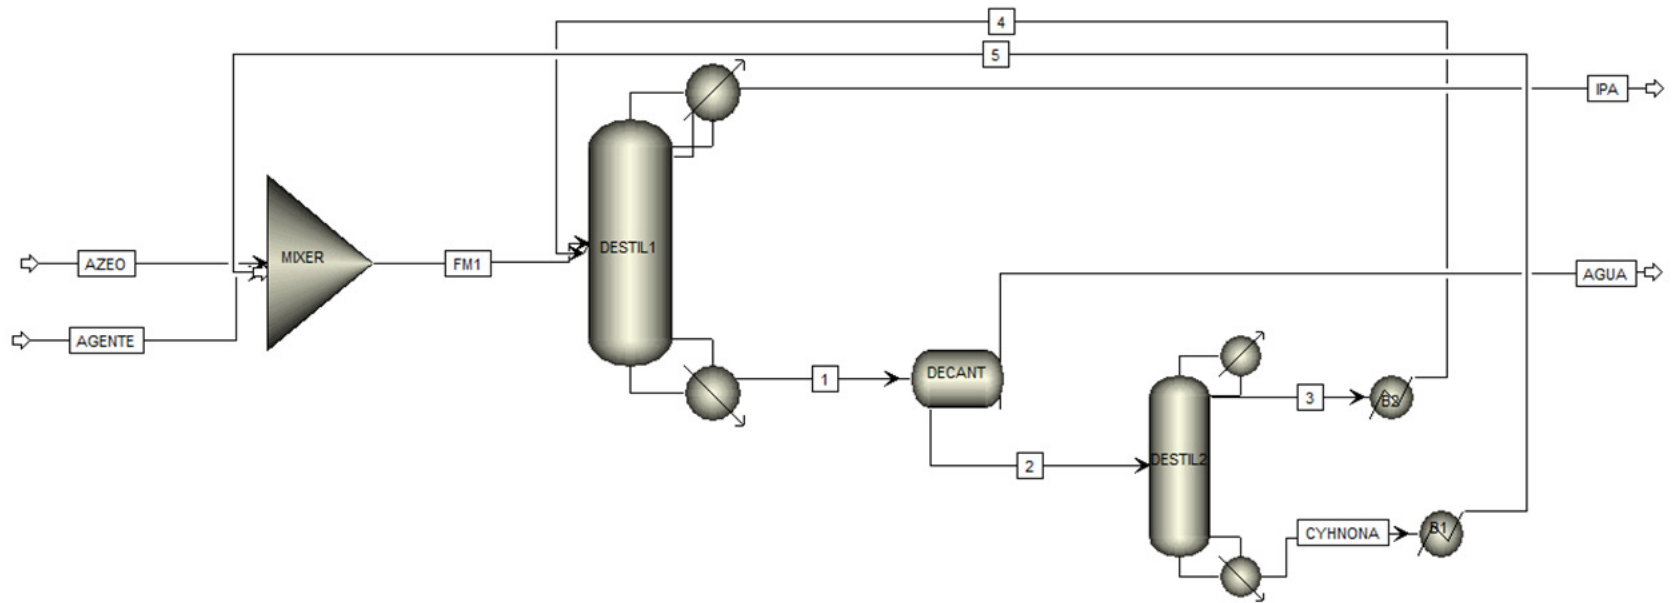 4
5
IPA
DESTIL1
MIXER
AZEO
FM1
AGUA
AGENTE
DECANT
1
3
B2
2
DESTIL2
CYHNONA
B1